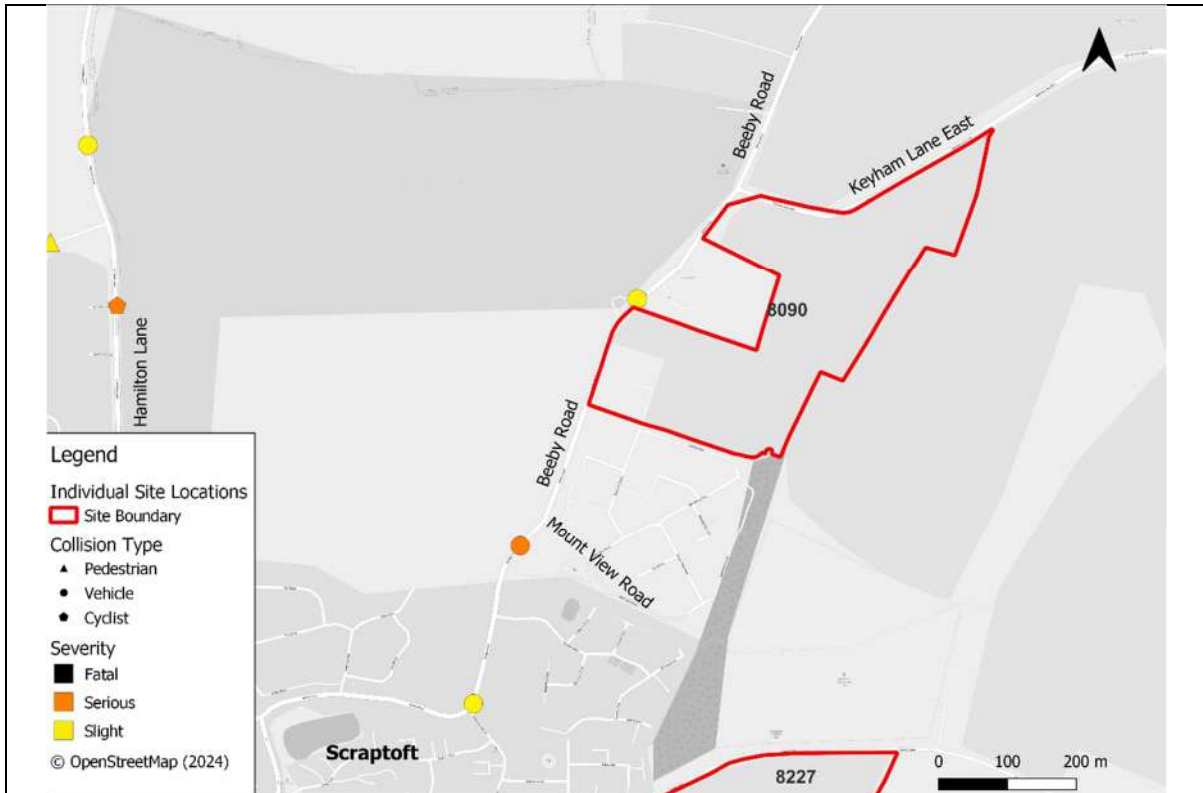 Beeby Road
Keyham Lane East
8090
Hamilton Lane
Beeby Road
Mount View Road
Legend
Individual Site Locations
Site Boundary
Collision Type
Pedestrian
Vehicle
Cyclist
Severity
Fatal
Serious
Slight
© OpenStreetMap (2024)
Scraptoft
8227
0 100 200 m